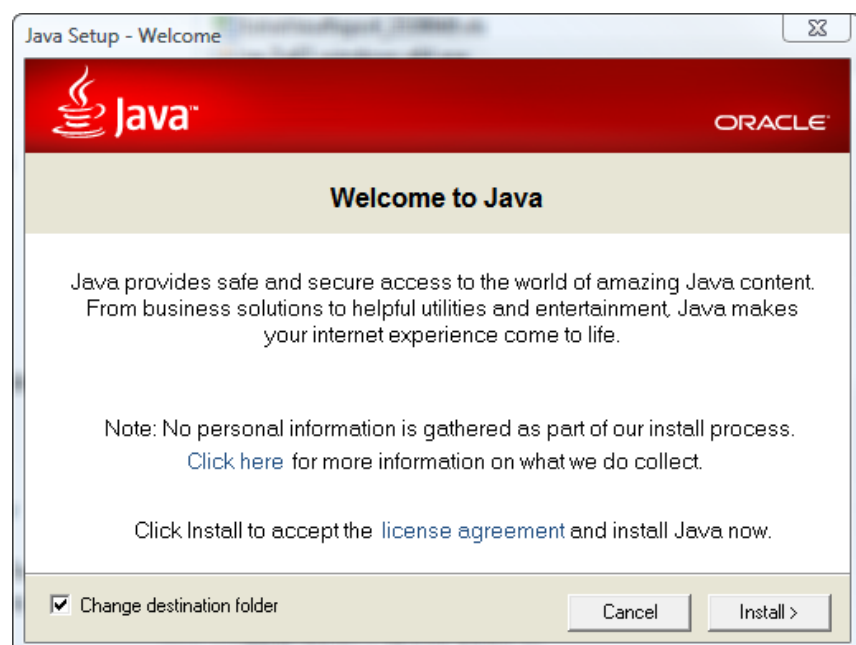 Java Setup - Welcome
Java™
ORACLE
Welcome to Java
Java provides safe and secure access to the world of amazing Java content.
From business solutions to helpful utilities and entertainment, Java makes
your internet experience come to life.
Note: No personal information is gathered as part of our install process.
Click here for more information on what we do collect.
Click Install to accept the license agreement and install Java now.
Change destination folder
Cancel
Install >